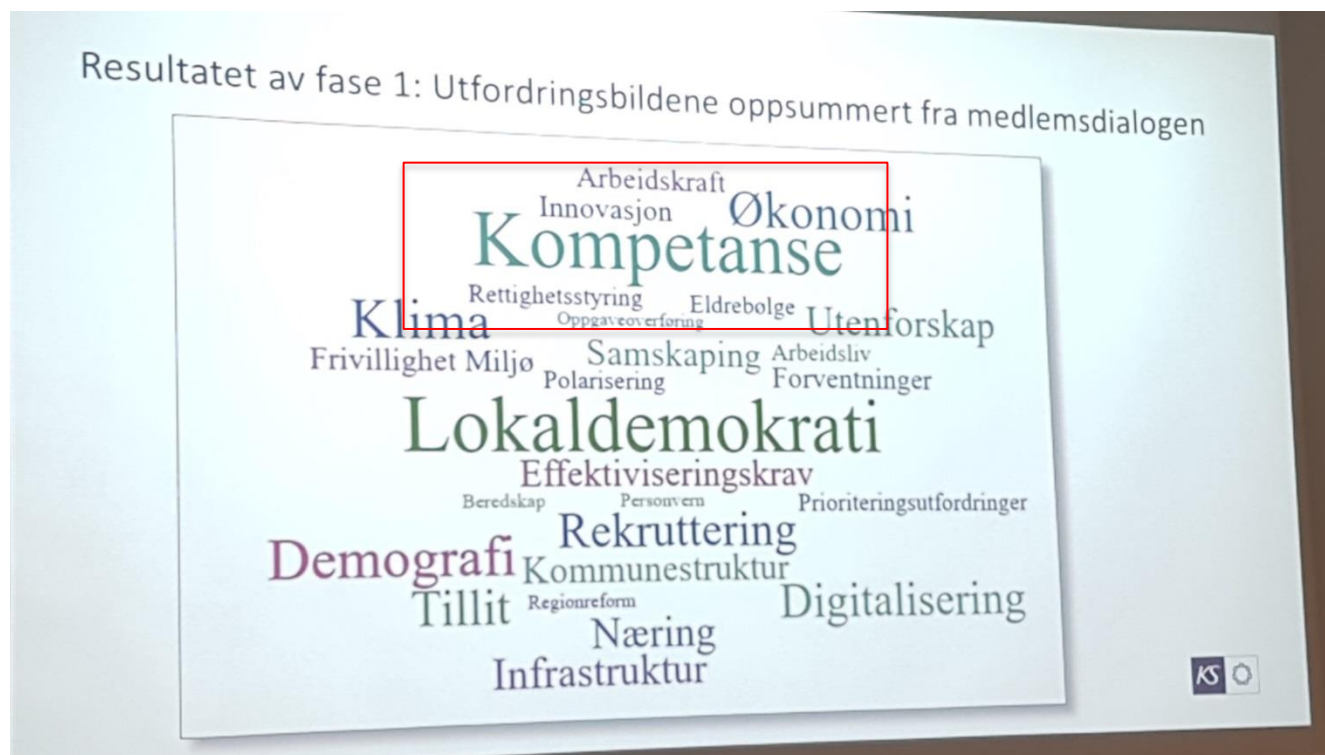 Resultatet av fase 1: Utfordringsbildene oppsummert fra medlemsdialogen
Arbeidskraft
Innovasjon Økonomi
Kompetanse
Rettighetsstyring Eldrebølge
Klima Oppgaveoverføring Utenforskap
Frivillighet Miljø Samskaping Arbeidsliv
Polarisering Forventninger
Lokaldemokrati
Effektiviseringskrav
Beredskap Personvern Prioriteringsutfordringer
Rekruttering
Demografi Kommunestruktur
Tillit Regionreform Digitalisering
Næring
Infrastruktur
KS